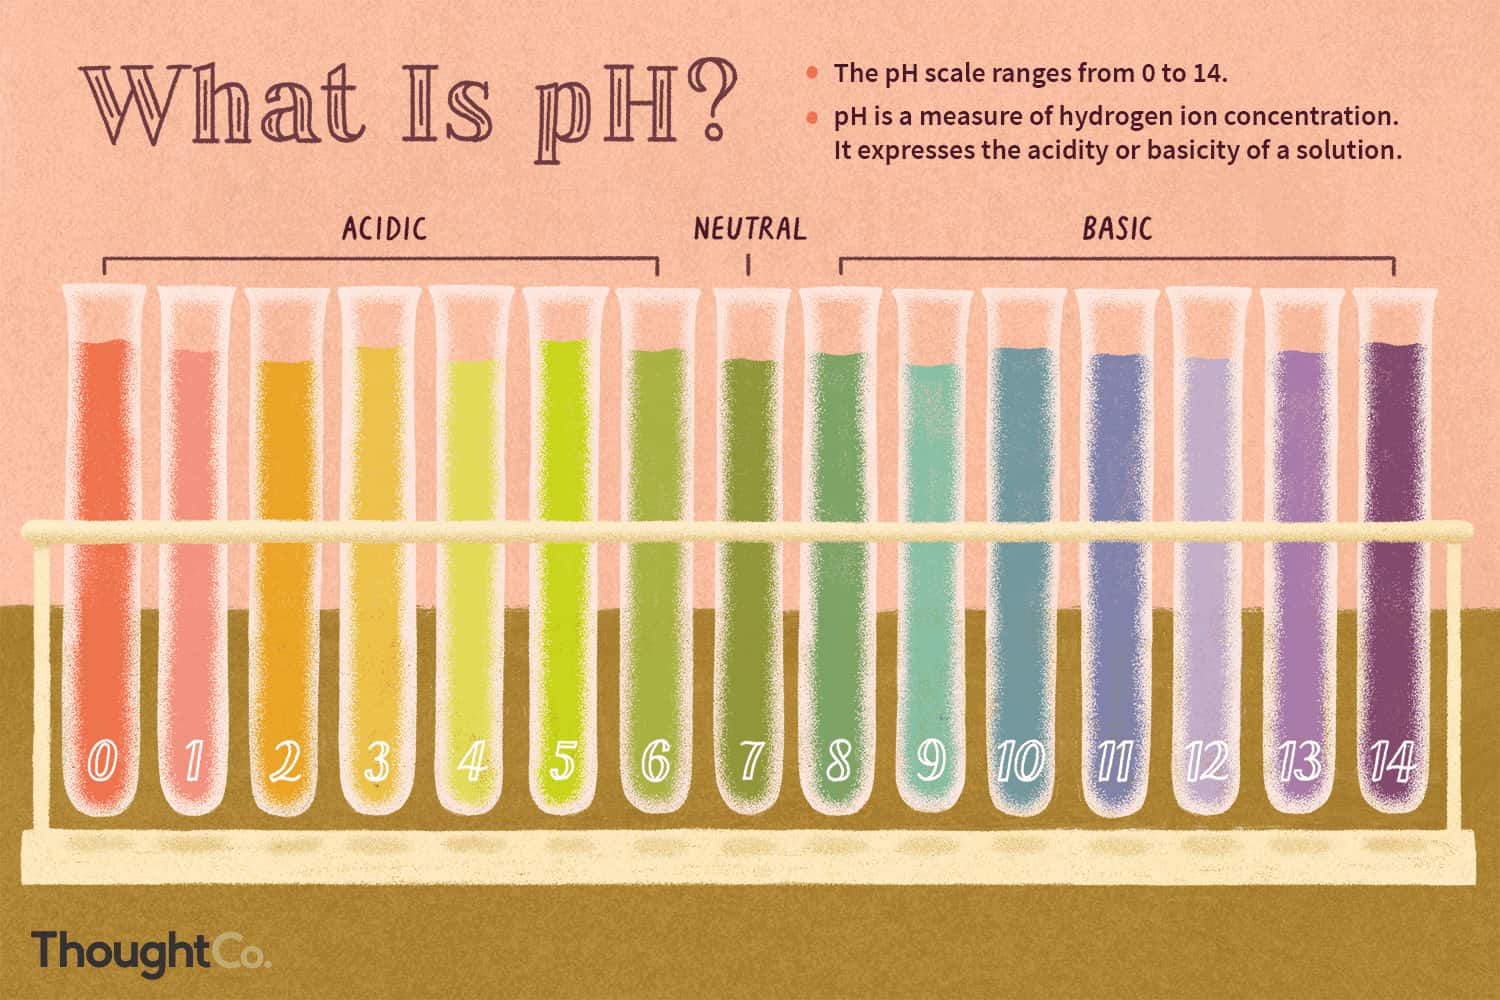 What Is pH?
The pH scale ranges from 0 to 14.
pH is a measure of hydrogen ion concentration.
It expresses the acidity or basicity of a solution.
ACIDIC NEUTRAL BASIC
0 1 2 3 4 5 6 7 8 9 10 11 12 13 14
ThoughtCo.